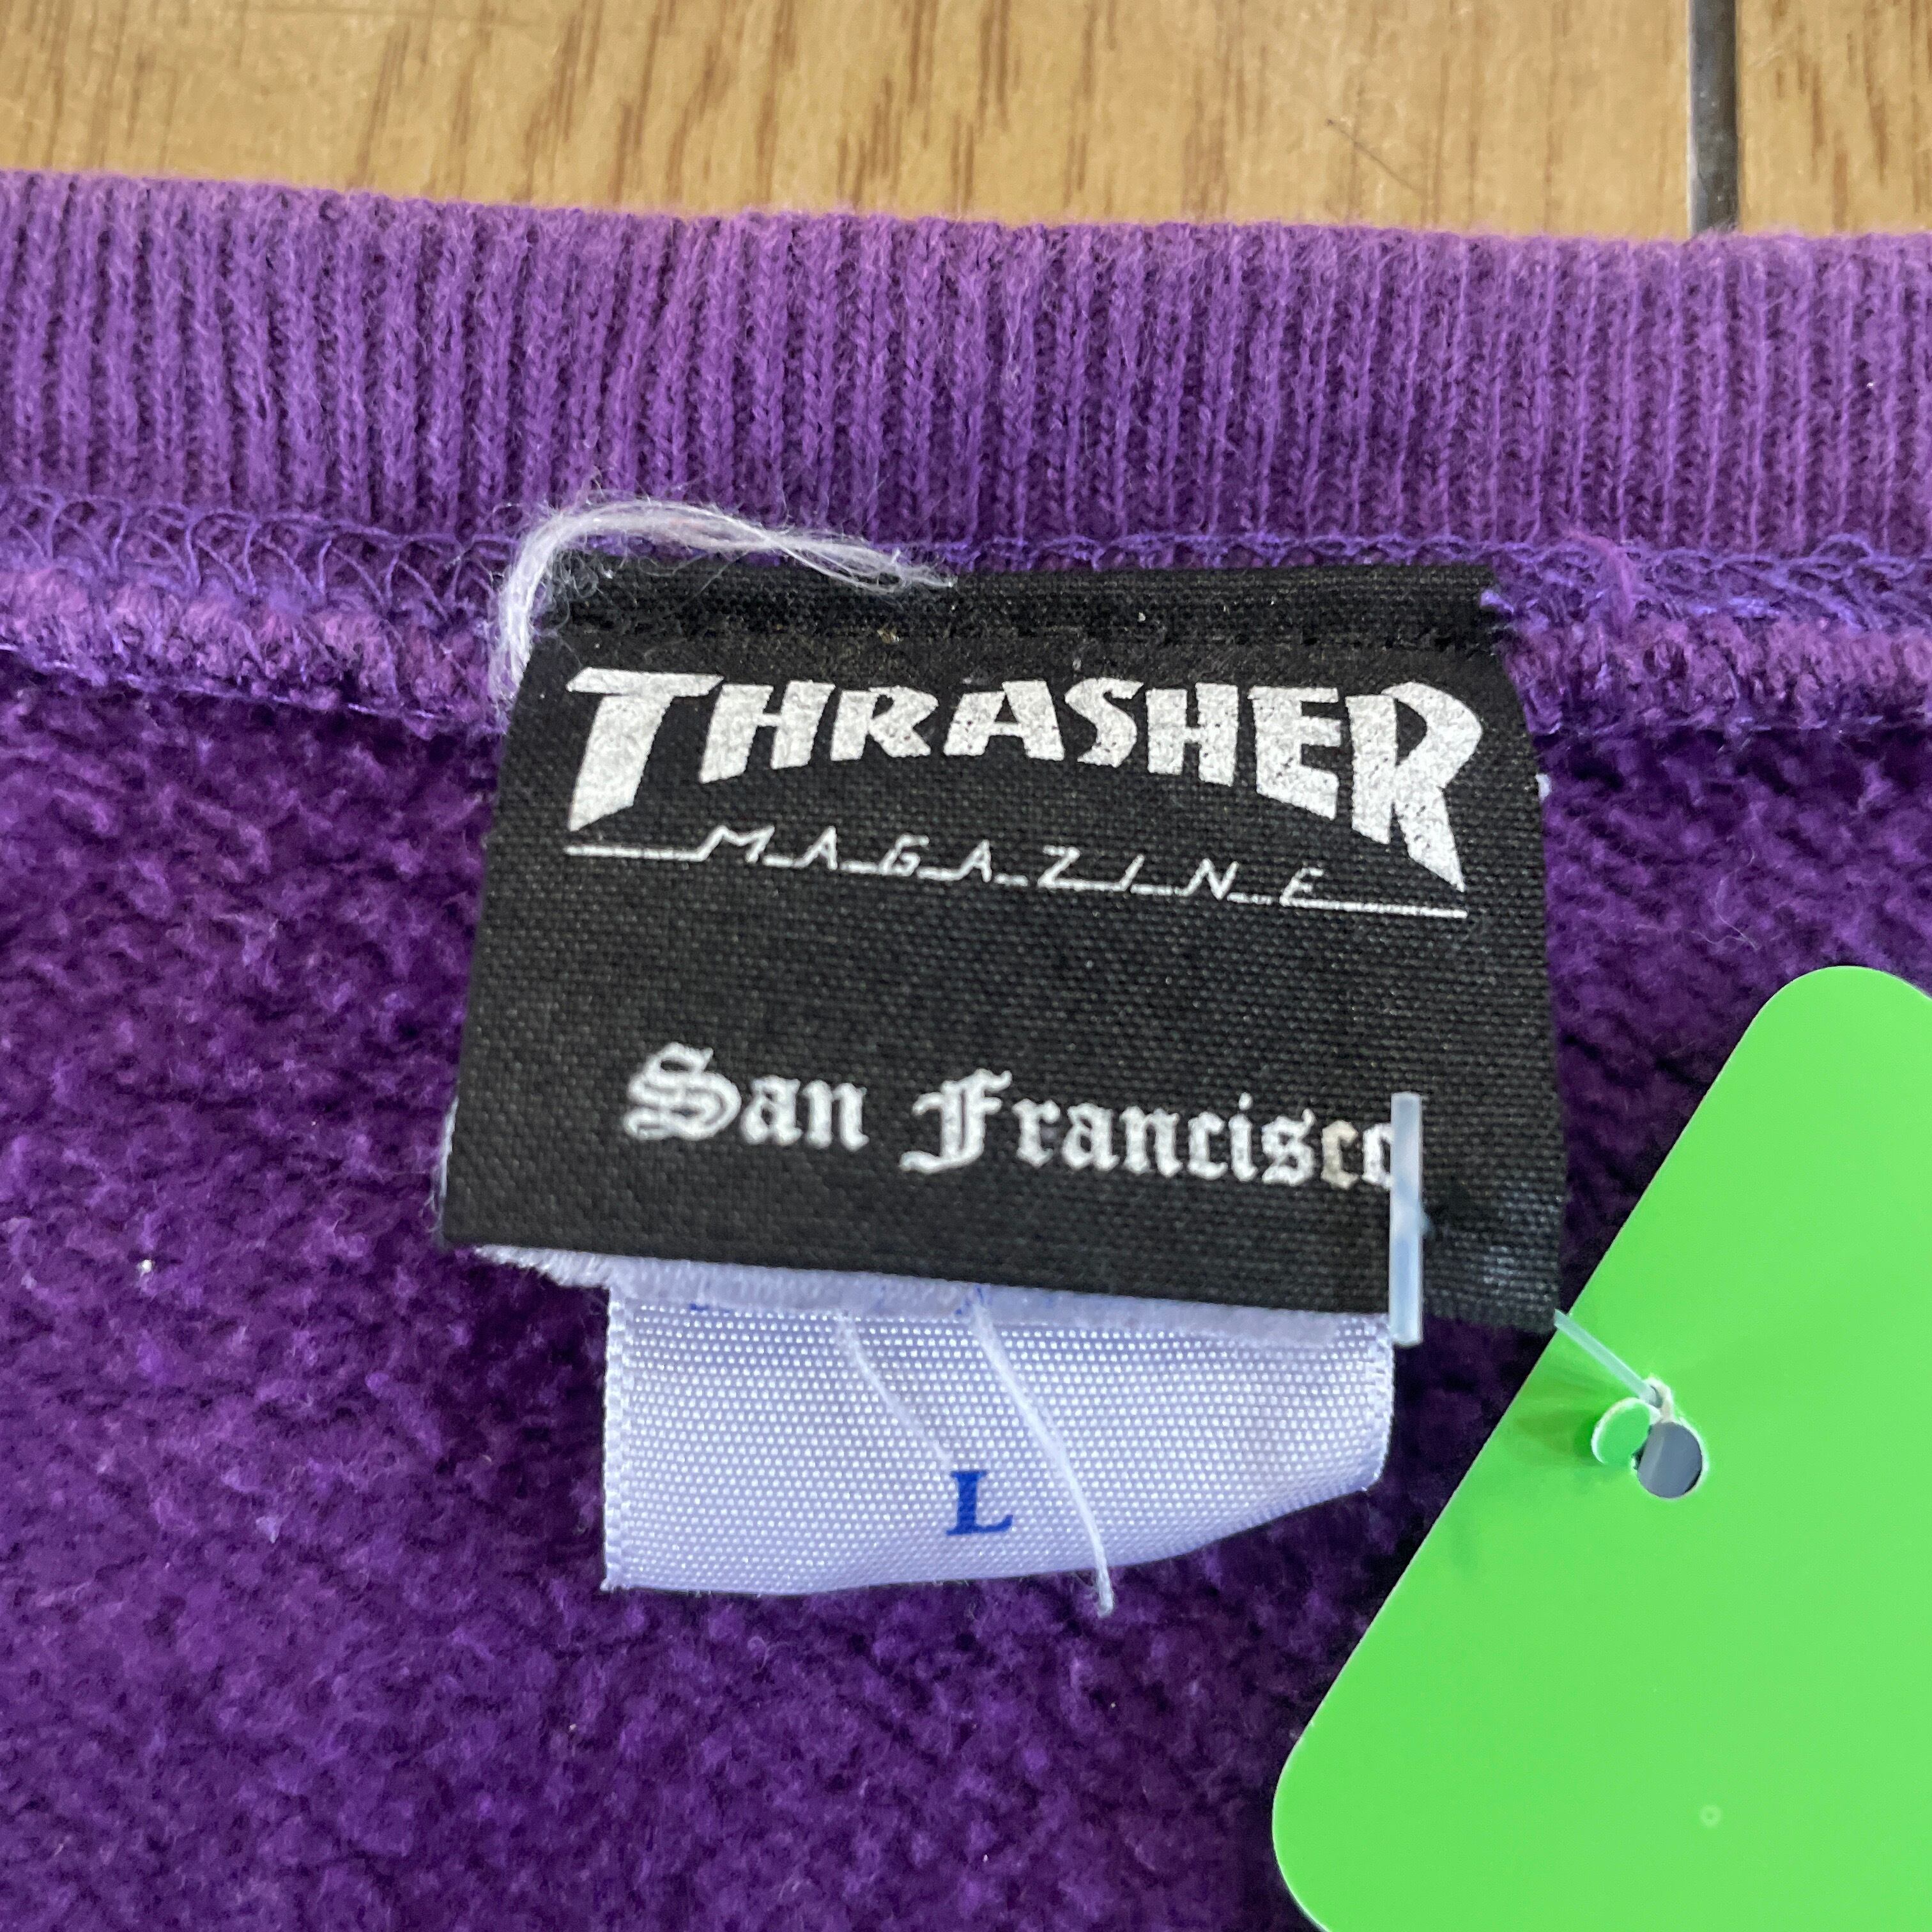 THRASHER
MAGAZINE
San Francisco
L